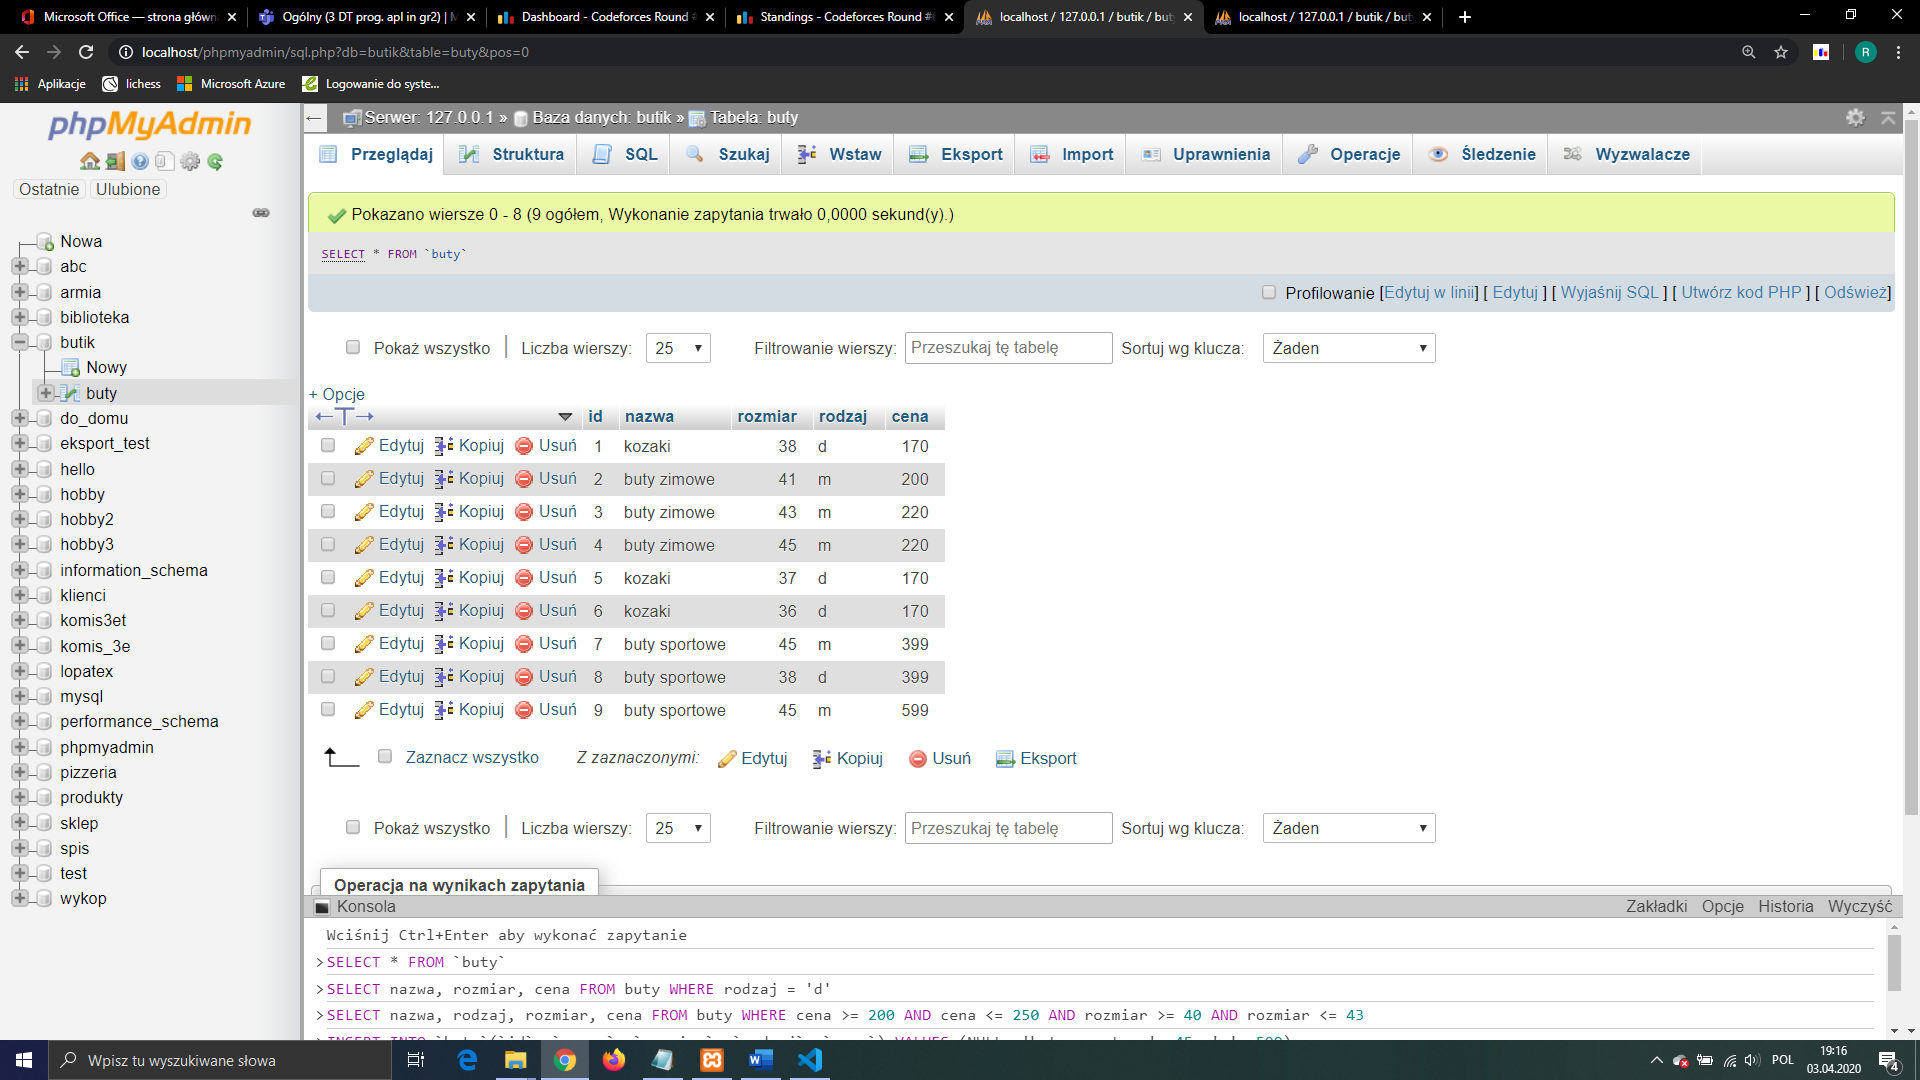 Microsoft Office — strona główn
Ogólny (3 DT prog. apl in gr2) | M
Dashboard - Codeforces Round #
Standings - Codeforces Round #6
localhost / 127.0.0.1 / butik / buty
localhost / 127.0.0.1 / butik / buty
localhost/phpmyadmin/sql.php?db=butik&table=buty&pos=0
R
Aplikacje
lichess
Microsoft Azure
Logowanie do syste...
phpMyAdmin
Ostatnie
Ulubione
Nowa
abc
armia
biblioteka
butik
Nowy
buty
do_domu
eksport_test
hello
hobby
hobby2
hobby3
information_schema
klienci
komis3et
komis_3e
lopatex
mysql
performance_schema
phpmyadmin
pizzeria
produkty
sklep
spis
test
wykop
Serwer: 127.0.0.1 » Baza danych: butik » Tabela: buty
Przeglądaj Struktura SQL Szukaj Wstaw Eksport Import Uprawnienia Operacje Śledzenie Wyzwalacze
Pokazano wiersze 0 - 8 (9 ogółem, Wykonanie zapytania trwało 0,0000 sekund(y).)
SELECT * FROM `buty`
Profilowanie [Edytuj w linii] [ Edytuj ] [ Wyjaśnij SQL ] [ Utwórz kod PHP ] [ Odśwież]
Pokaż wszystko | Liczba wierszy: 25 Filtrowanie wierszy: Przeszukaj tę tabelę Sortuj wg klucza: Żaden
+ Opcje
←T→ id nazwa rozmiar rodzaj cena
Edytuj Kopiuj Usuń 1 kozaki 38 d 170
Edytuj Kopiuj Usuń 2 buty zimowe 41 m 200
Edytuj Kopiuj Usuń 3 buty zimowe 43 m 220
Edytuj Kopiuj Usuń 4 buty zimowe 45 m 220
Edytuj Kopiuj Usuń 5 kozaki 37 d 170
Edytuj Kopiuj Usuń 6 kozaki 36 d 170
Edytuj Kopiuj Usuń 7 buty sportowe 45 m 399
Edytuj Kopiuj Usuń 8 buty sportowe 38 d 399
Edytuj Kopiuj Usuń 9 buty sportowe 45 m 599
Zaznacz wszystko Z zaznaczonymi: Edytuj Kopiuj Usuń Eksport
Pokaż wszystko | Liczba wierszy: 25 Filtrowanie wierszy: Przeszukaj tę tabelę Sortuj wg klucza: Żaden
Operacja na wynikach zapytania
Konsola Zakładki Opcje Historia Wyczyść
Wciśnij Ctrl+Enter aby wykonać zapytanie
>SELECT * FROM `buty`
>SELECT nazwa, rozmiar, cena FROM buty WHERE rodzaj = 'd'
>SELECT nazwa, rodzaj, rozmiar, cena FROM buty WHERE cena >= 200 AND cena <= 250 AND rozmiar >= 40 AND rozmiar <= 43
Wpisz tu wyszukiwane słowa
POL
19:16
03.04.2020
4